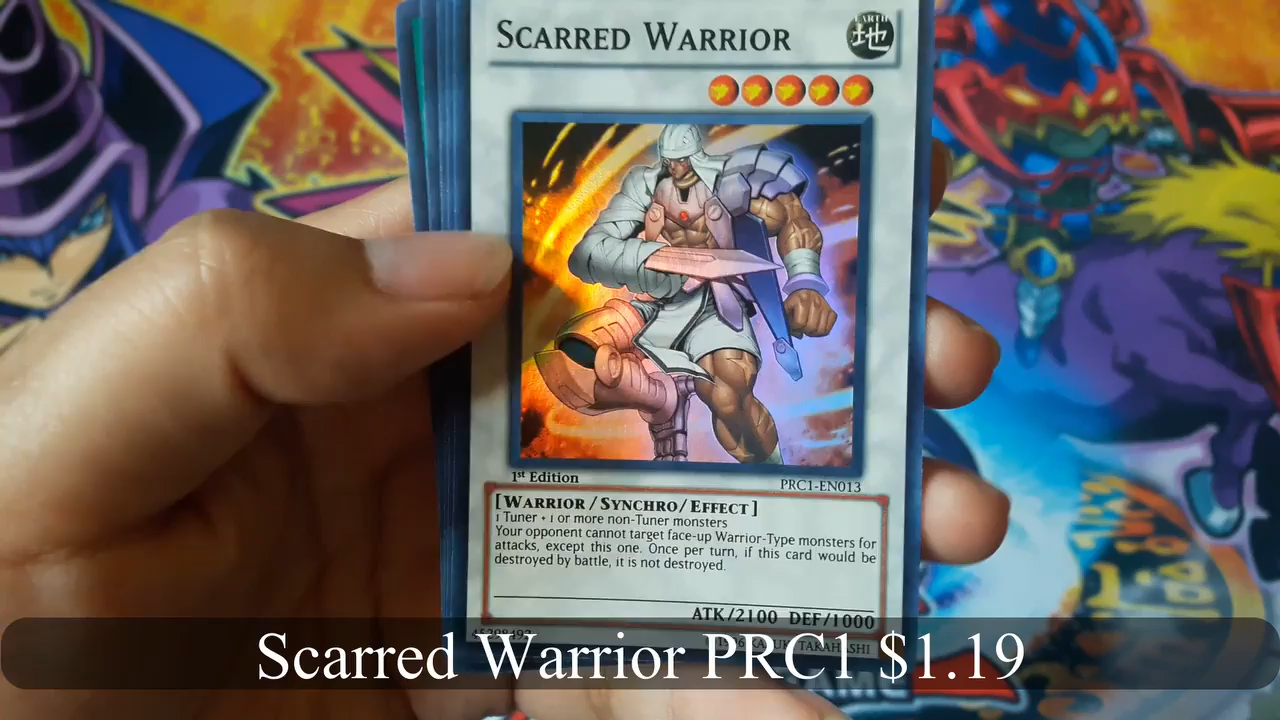 SCARRED WARRIOR
EARTH
地
1st Edition
PRC1-EN013
[WARRIOR/SYNCHRO/EFFECT]
1 Tuner + 1 or more non-Tuner monsters
Your opponent cannot target face-up Warrior-Type monsters for
attacks, except this one. Once per turn, if this card would be
destroyed by battle, it is not destroyed.
ATK/2100 DEF/1000
TAKAHASHI
Scarred Warrior PRC1 $1.19